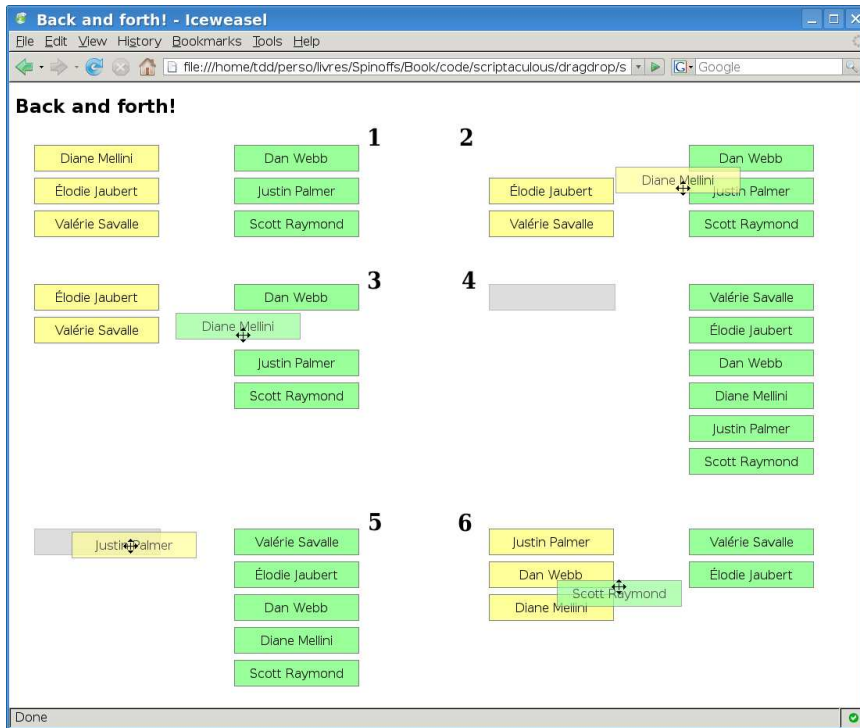 Back and forth! - Iceweasel
File Edit View History Bookmarks Tools Help
file:///home/tdd/perso/livres/Spinoffs/Book/code/scriptaculous/dragdrop/s
G Google
Back and forth!
1
Diane Mellini Dan Webb
Élodie Jaubert Justin Palmer
Valérie Savalle Scott Raymond
2
Dan Webb
Diane Mellini
Élodie Jaubert Justin Palmer
Valérie Savalle Scott Raymond
3
Élodie Jaubert Dan Webb
Diane Mellini
Valérie Savalle
Justin Palmer
Scott Raymond
4
Valérie Savalle
Élodie Jaubert
Dan Webb
Diane Mellini
Justin Palmer
Scott Raymond
5
Justin Palmer Valérie Savalle
Élodie Jaubert
Dan Webb
Diane Mellini
Scott Raymond
6
Justin Palmer Valérie Savalle
Dan Webb Élodie Jaubert
Scott Raymond
Diane Mellini
Done